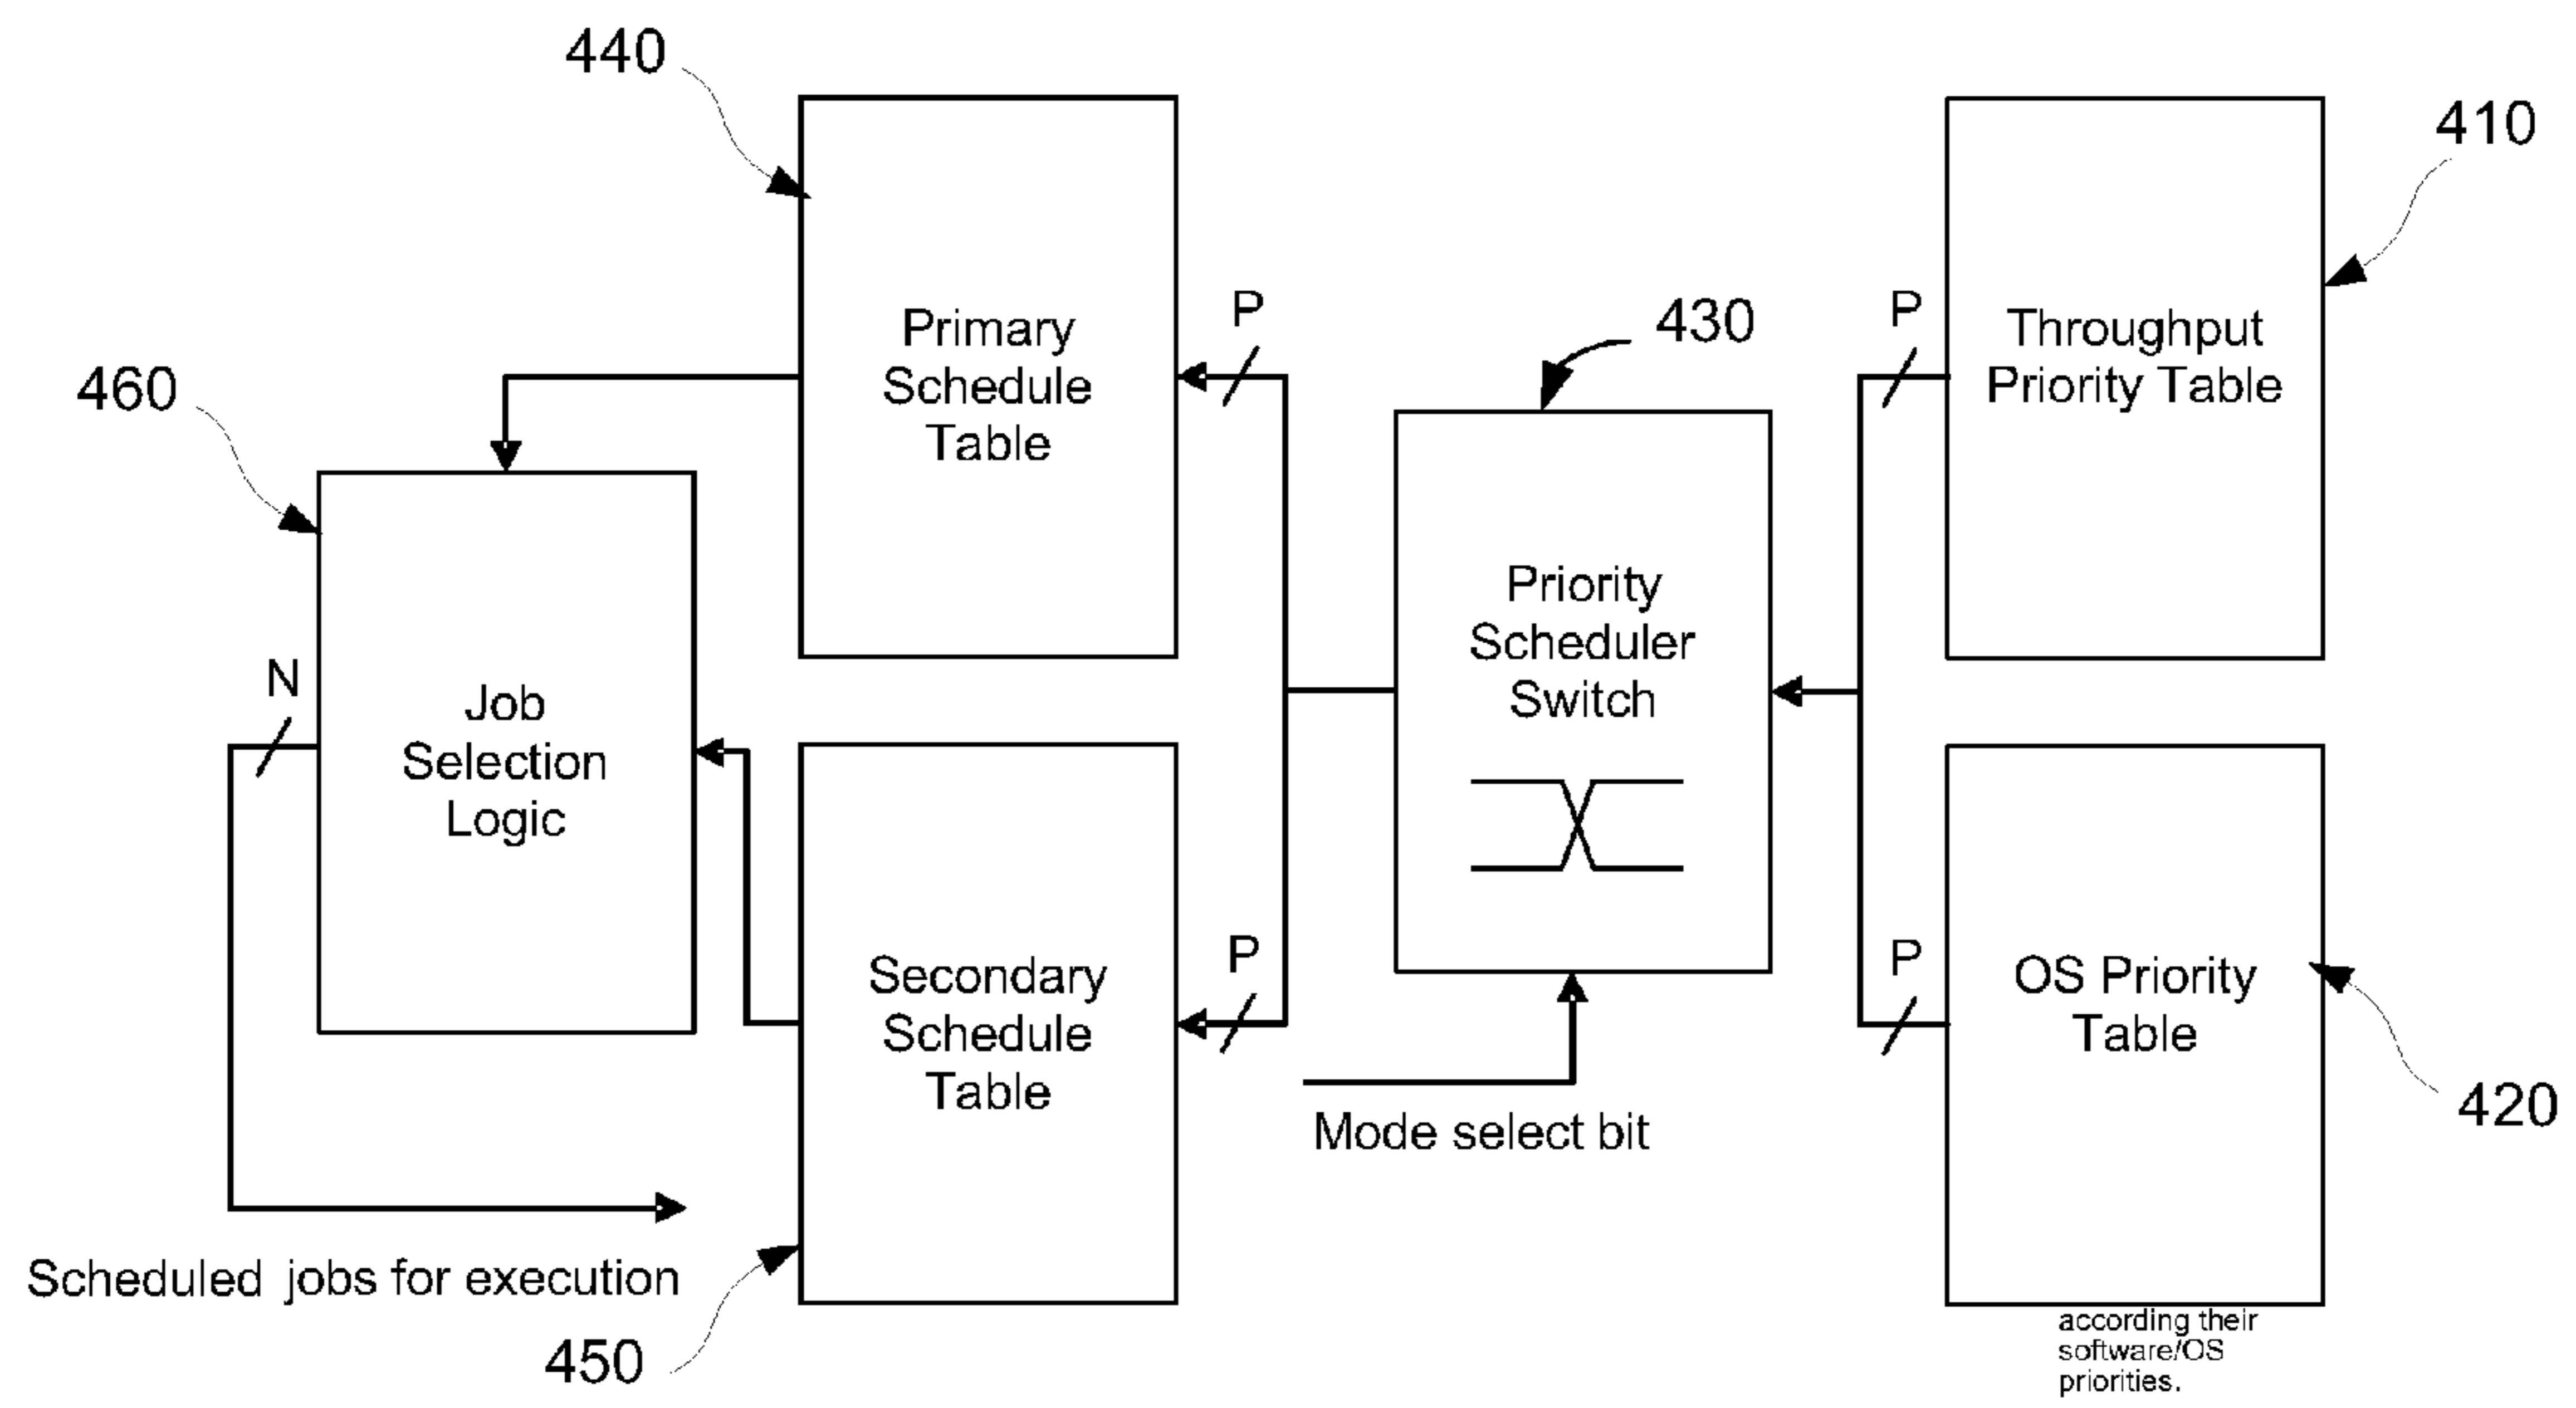 440
410
P
P
430
Primary
Schedule
Table
Throughput
Priority Table
460
Priority
Scheduler
Switch
N
Job
Selection
Logic
P
P
Secondary
Schedule
Table
OS Priority
Table
Mode select bit
420
Scheduled jobs for execution
450
according their
software/OS
priorities.